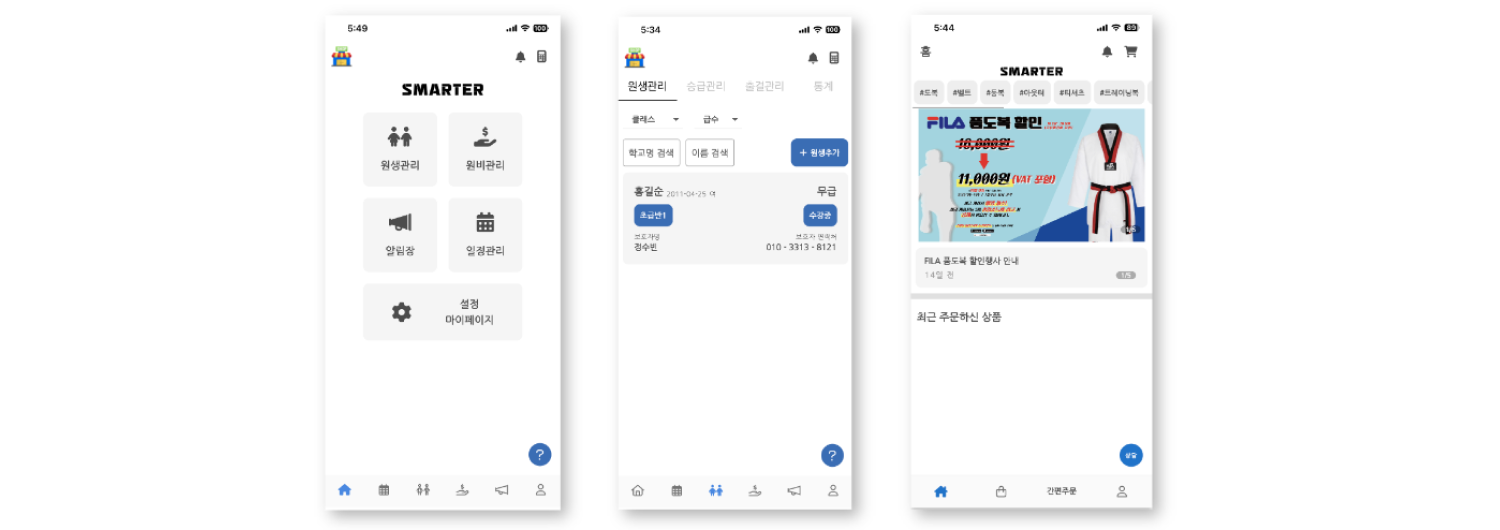 5:49
100
SMARTER
원생관리
원비관리
알림장
일정관리
설정
마이페이지
?
5:34
100
원생관리 승급관리 출결관리 통계
클래스 급수
학교명 검색 이름 검색 + 원생추가
홍길순 2011-04-25 여 무급
초급반1 수강중
보호자명 보호자 연락처
정수빈 010 - 3313 - 8121
?
5:44
89
홈
SMARTER
#도복 #벨트 #동복 #아웃터 #티셔츠 #트레이닝복
FILA 품도복 할인
11,000원 (VAT 포함)
FILA 품도복 할인행사 안내
14일 전 1/5
최근 주문하신 상품
상담
간편주문